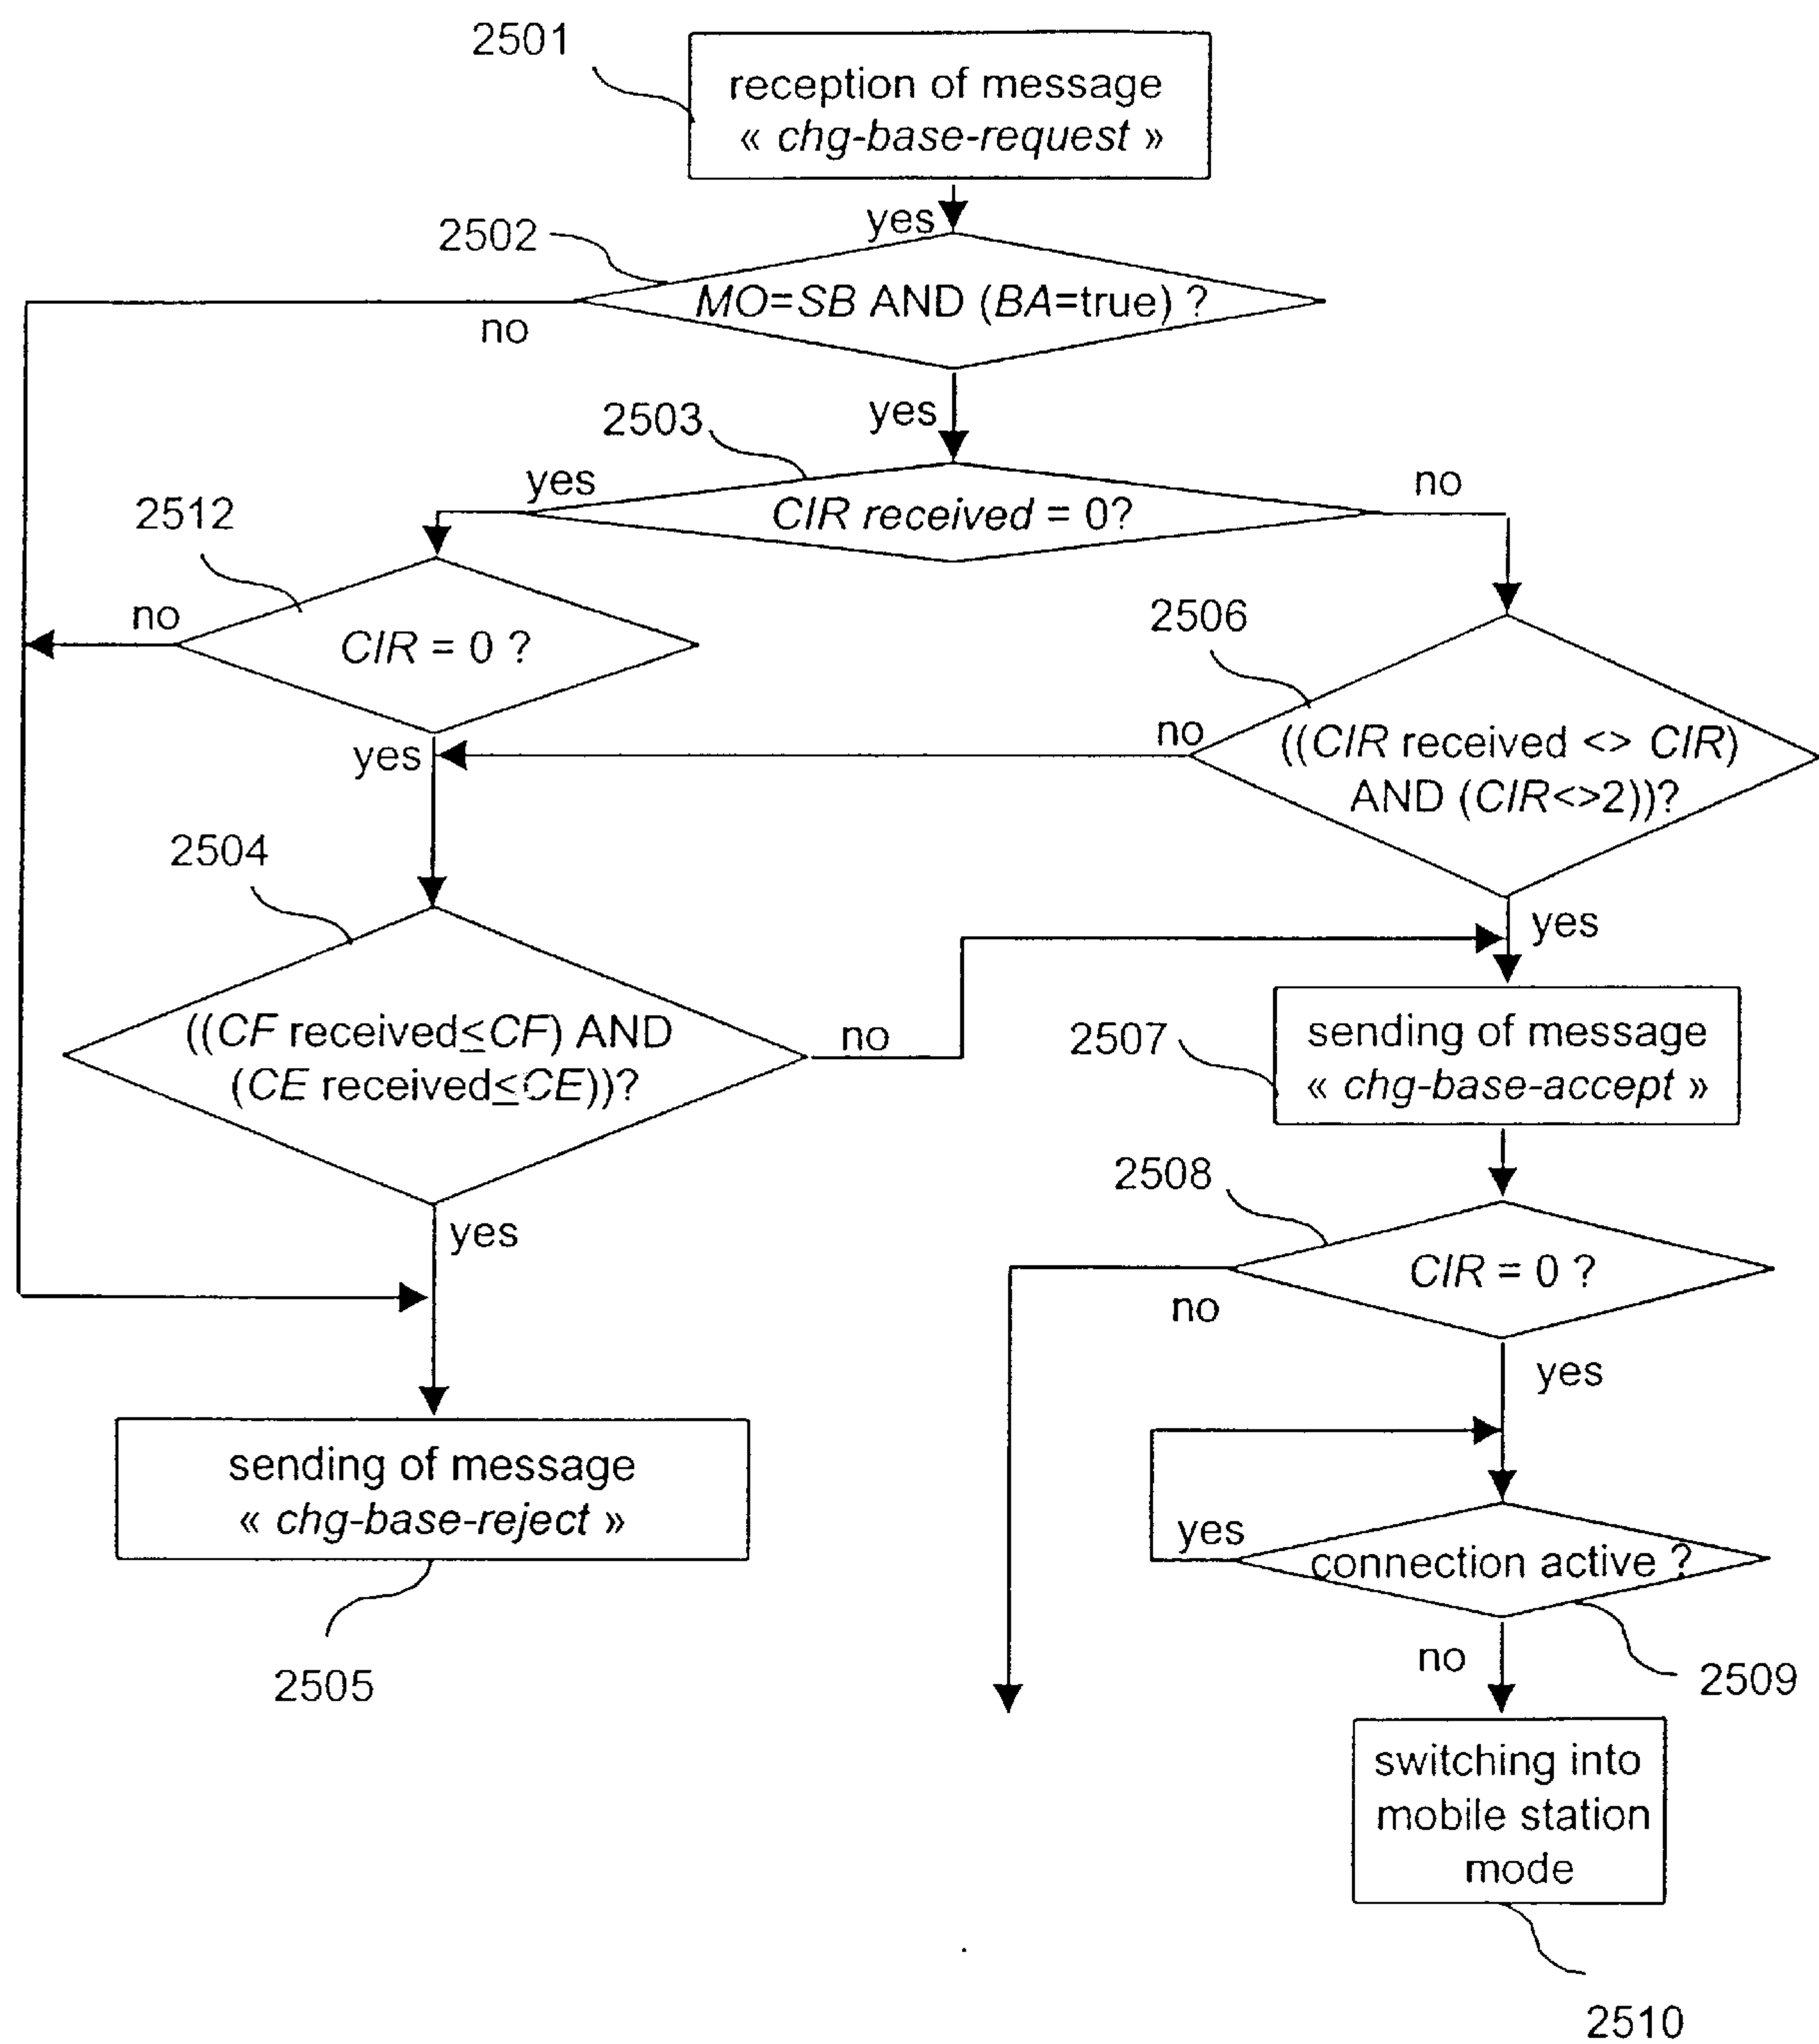 2501
reception of message
« chg-base-request »
yes
2502
MO=SB AND (BA=true) ?
no
yes
2503
yes
no
CIR received = 0?
2512
no
CIR = 0 ?
2506
no
((CIR received <> CIR)
AND (CIR<>2))?
yes
2504
yes
((CF received≤CF) AND
(CE received≤CE))?
no
2507
sending of message
« chg-base-accept »
2508
yes
CIR = 0 ?
no
yes
sending of message
« chg-base-reject »
yes
connection active ?
2505
no
2509
switching into
mobile station
mode
2510